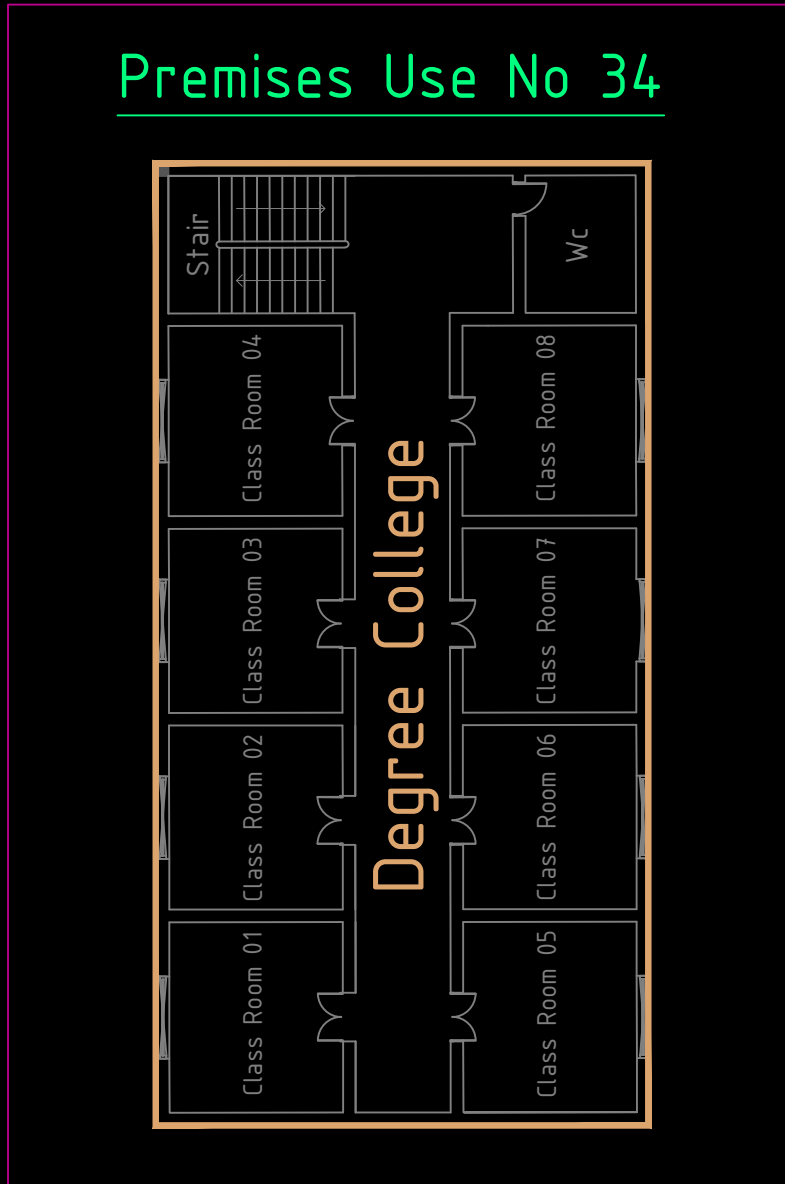 Premises Use No 34
Stair
Wc
Class Room 04
Class Room 08
Degree College
Class Room 03
Class Room 07
Class Room 02
Class Room 06
Class Room 01
Class Room 05